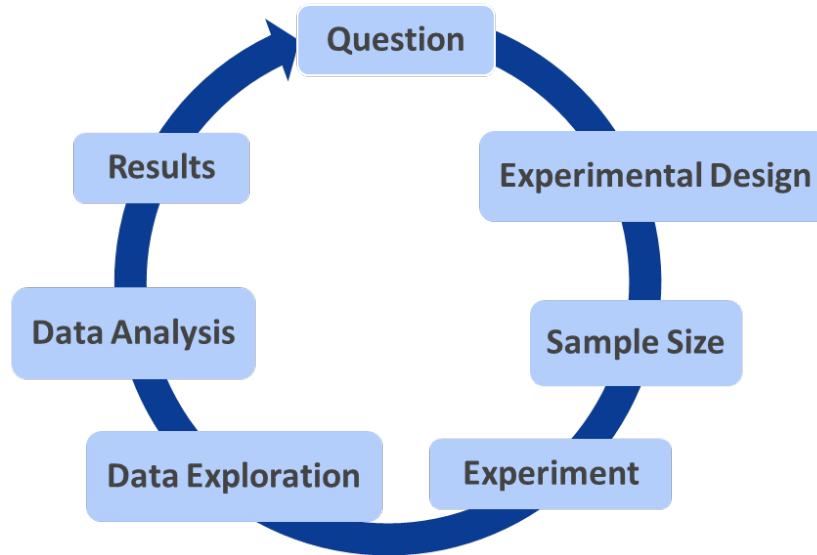 Question
Experimental Design
Sample Size
Experiment
Data Exploration
Data Analysis
Results